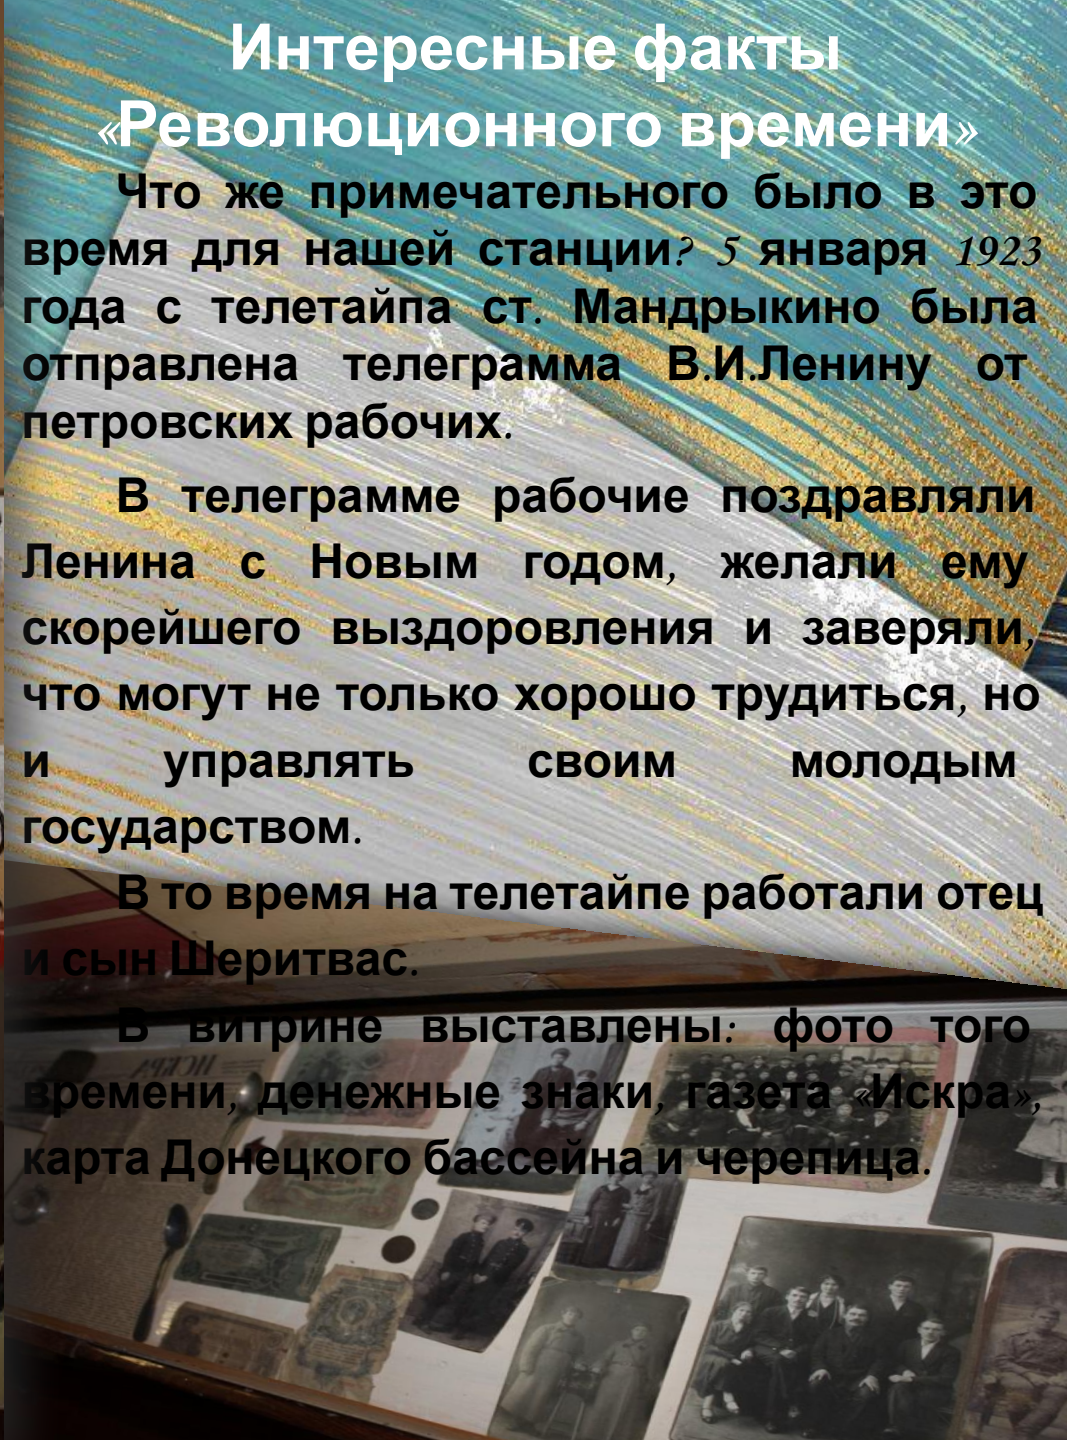 Интересные факты
«Революционного времени»
Что же примечательного было в это
время для нашей станции? 5 января 1923
года с телетайпа ст. Мандрыкино была
отправлена телеграмма В.И.Ленину от
петровских рабочих.
В телеграмме рабочие поздравляли
Ленина с Новым годом, желали ему
скорейшего выздоровления и заверяли,
что могут не только хорошо трудиться, но
и управлять своим молодым
государством.
В то время на телетайпе работали отец
и сын Шеритвас.
В витрине выставлены: фото того
времени, денежные знаки, газета «Искра»,
карта Донецкого бассейна и черепица.
ИСКРА